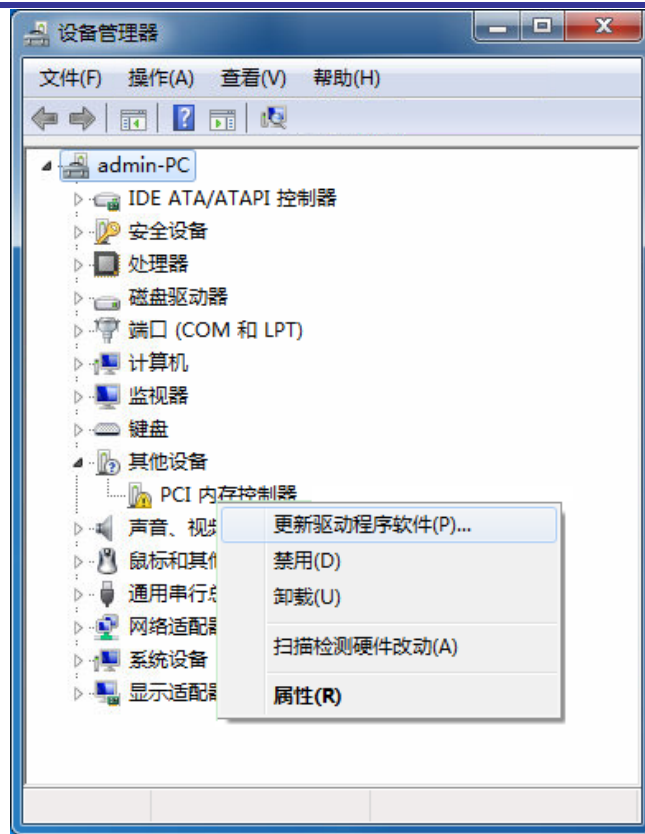 设备管理器
文件(F) 操作(A) 查看(V) 帮助(H)
admin-PC
IDE ATA/ATAPI 控制器
安全设备
处理器
磁盘驱动器
端口 (COM 和 LPT)
计算机
监视器
键盘
其他设备
PCI 内存控制器
声音、视
鼠标和其他
通用串行总
网络适配器
系统设备
显示适配器
更新驱动程序软件(P)...
禁用(D)
卸载(U)
扫描检测硬件改动(A)
属性(R)